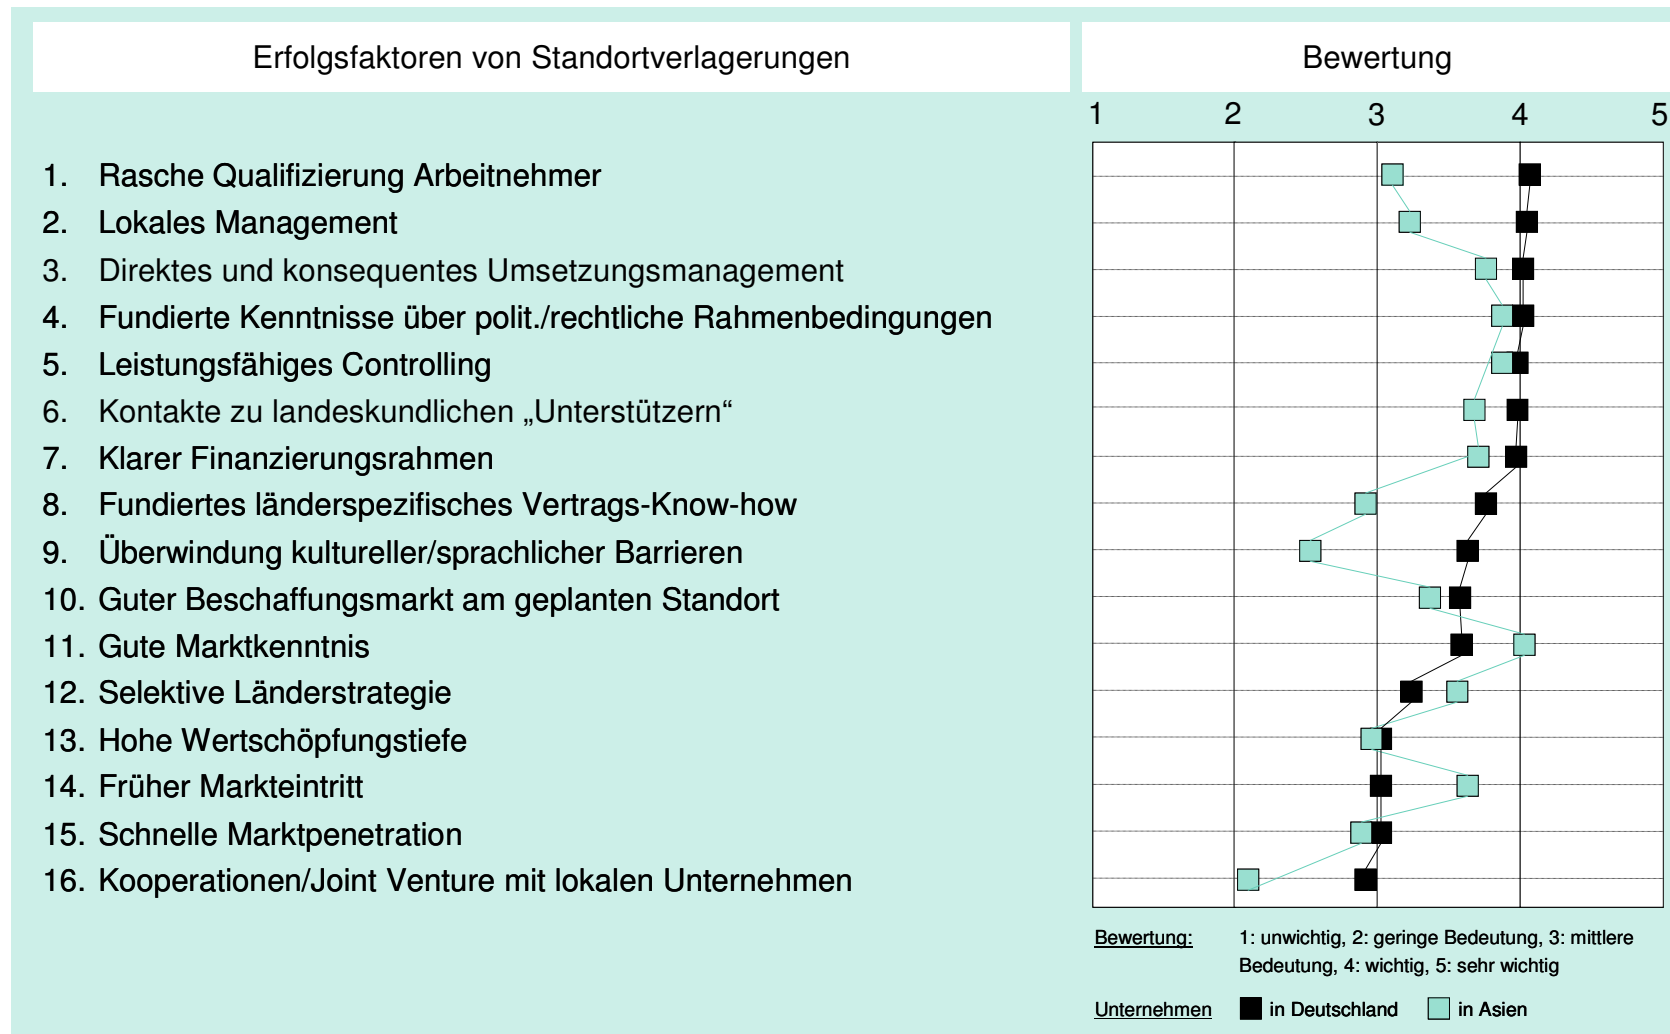 Erfolgsfaktoren von Standortverlagerungen
Bewertung
1 2 3 4 5
1. Rasche Qualifizierung Arbeitnehmer
2. Lokales Management
3. Direktes und konsequentes Umsetzungsmanagement
4. Fundierte Kenntnisse über polit./rechtliche Rahmenbedingungen
5. Leistungsfähiges Controlling
6. Kontakte zu landeskundlichen „Unterstützern“
7. Klarer Finanzierungsrahmen
8. Fundiertes länderspezifisches Vertrags-Know-how
9. Überwindung kultureller/sprachlicher Barrieren
10. Guter Beschaffungsmarkt am geplanten Standort
11. Gute Marktkenntnis
12. Selektive Länderstrategie
13. Hohe Wertschöpfungstiefe
14. Früher Markteintritt
15. Schnelle Marktpenetration
16. Kooperationen/Joint Venture mit lokalen Unternehmen
Bewertung: 1: unwichtig, 2: geringe Bedeutung, 3: mittlere
Bedeutung, 4: wichtig, 5: sehr wichtig
Unternehmen in Deutschland in Asien